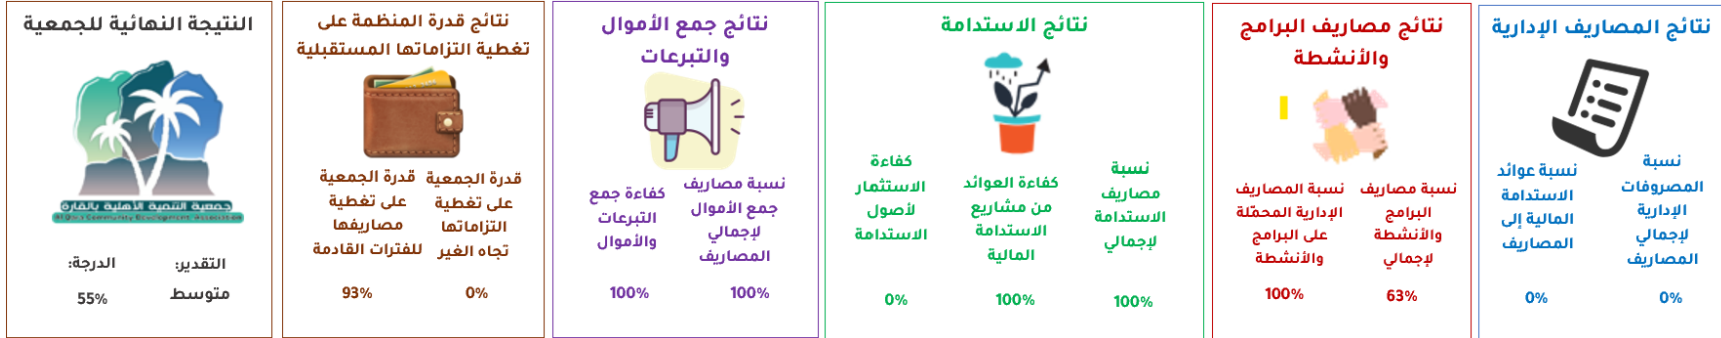 نتائج المصاريف الإدارية
نسبة
المصروفات
الإدارية
لإجمالي
المصاريف
0%
نسبة عوائد
الاستدامة
المالية إلى
المصاريف
0%
نتائج مصاريف البرامج
والأنشطة
نسبة مصاريف
البرامج
والأنشطة
لإجمالي
63%
نسبة المصاريف
الإدارية المحمّلة
على البرامج
والأنشطة
100%
نتائج الاستدامة
نسبة
مصاريف
الاستدامة
لإجمالي
100%
كفاءة العوائد
من مشاريع
الاستدامة
المالية
100%
كفاءة
الاستثمار
لأصول
الاستدامة
0%
نتائج جمع الأموال
والتبرعات
نسبة مصاريف
جمع الأموال
لإجمالي
المصاريف
100%
كفاءة جمع
التبرعات
والأموال
100%
نتائج قدرة المنظمة على
تغطية التزاماتها المستقبلية
قدرة الجمعية
على تغطية
التزاماتها
تجاه الغير
0%
قدرة الجمعية
على تغطية
مصاريفها
للفترات القادمة
93%
النتيجة النهائية للجمعية
جمعية التنمية الأهلية بالقارة
Al Qara Community Development Association
التقدير:
متوسط
الدرجة:
55%